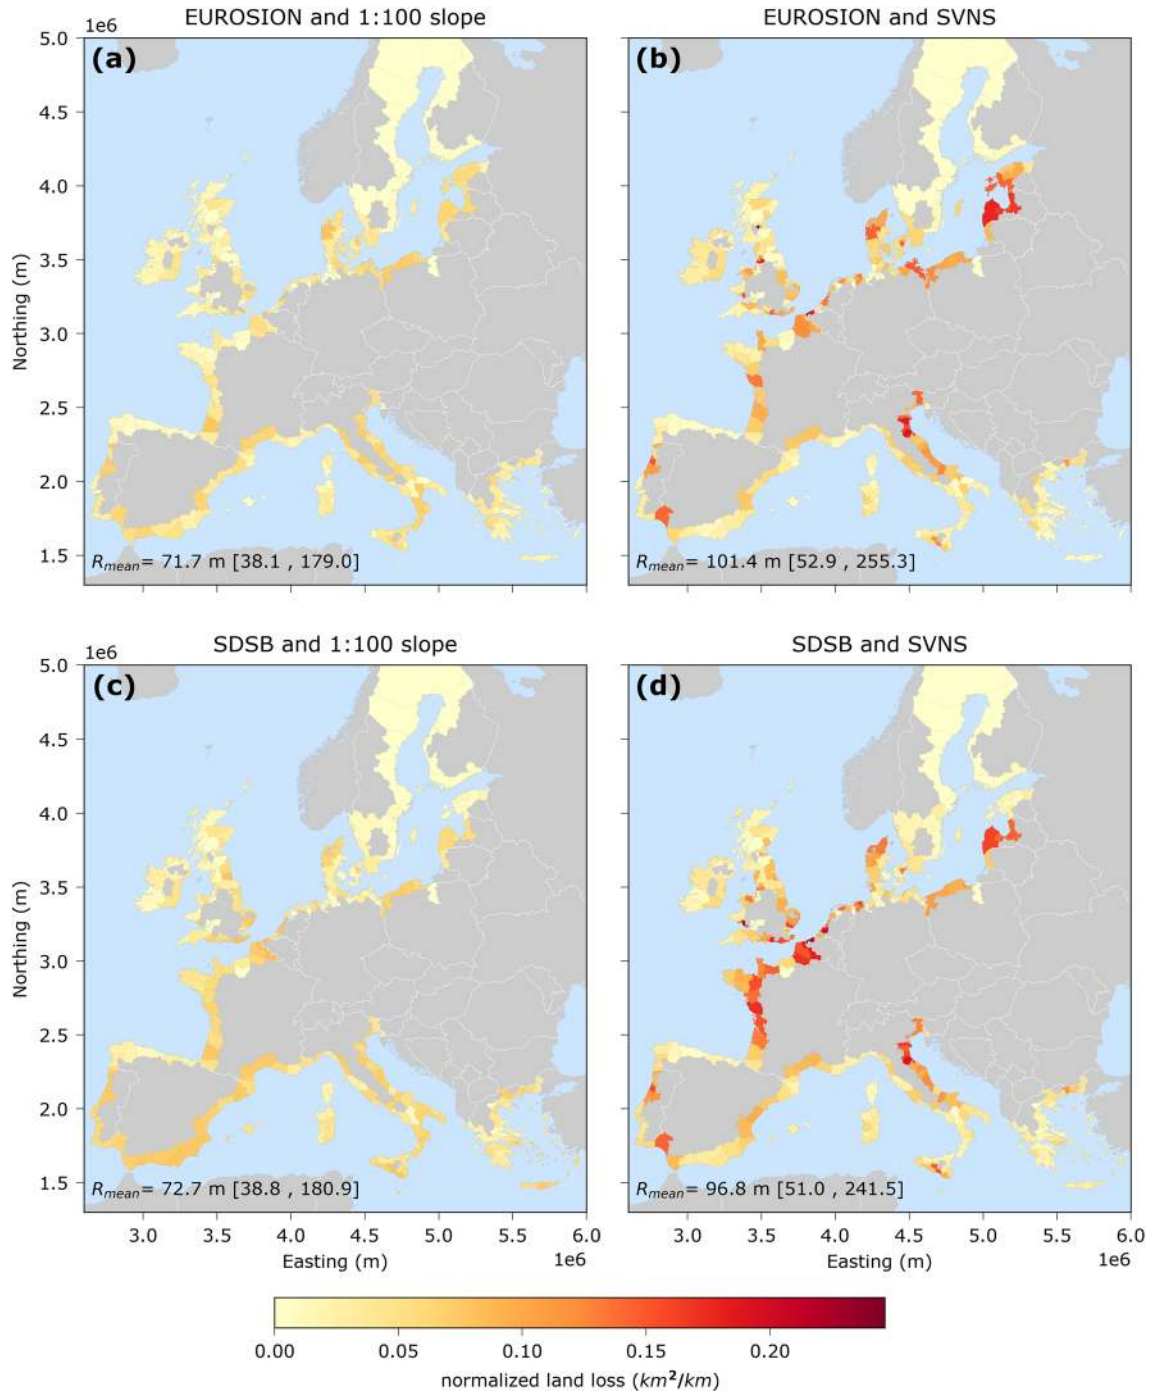 EUROSION and 1:100 slope
EUROSION and SVNS
1e6
5.0
4.5
4.0
3.5
3.0
2.5
2.0
1.5
Northing (m)
(a)
R_mean = 71.7 m [38.1 , 179.0]
(b)
R_mean = 101.4 m [52.9 , 255.3]
SDSB and 1:100 slope
SDSB and SVNS
1e6
5.0
4.5
4.0
3.5
3.0
2.5
2.0
1.5
Northing (m)
(c)
R_mean = 72.7 m [38.8 , 180.9]
(d)
R_mean = 96.8 m [51.0 , 241.5]
3.0 3.5 4.0 4.5 5.0 5.5 6.0
Easting (m)
1e6
3.0 3.5 4.0 4.5 5.0 5.5 6.0
Easting (m)
1e6
0.00 0.05 0.10 0.15 0.20
normalized land loss (km²/km)